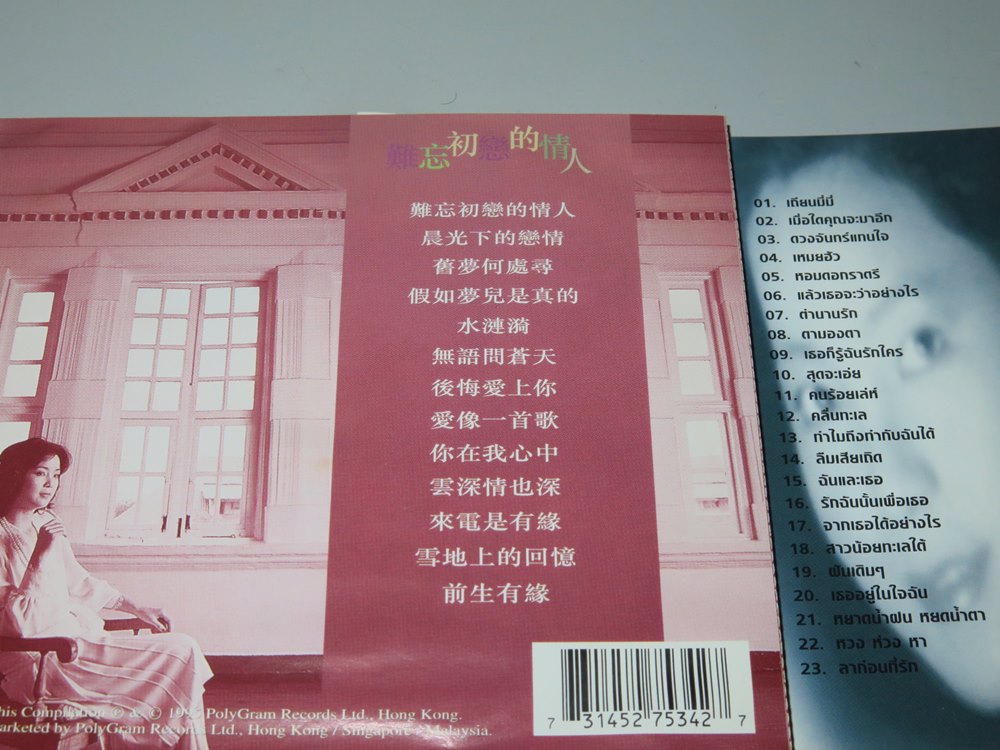 難忘初戀的情人
難忘初戀的情人
晨光下的戀情
舊夢何處尋
假如夢兒是真的
水漣漪
無語問蒼天
後悔愛上你
愛像一首歌
你在我心中
雲深情也深
來電是有緣
雪地上的回憶
前生有緣
his Compilation ℗ & © 1995 PolyGram Records Ltd., Hong Kong.
arketed by PolyGram Records Ltd., Hong Kong / Singapore - Malaysia.
7 31452 75342 7
01. เถียนมี่มี่
02. เมื่อใดคุณจะมาอีก
03. ดวงจันทร์แทนใจ
04. เหมยฮัว
05. หอมดอกราตรี
06. แล้วเธอจะว่าอย่างไร
07. ตำนานรัก
08. ตามองตา
09. เธอก็รู้ฉันรักใคร
10. สุดจะเอ่ย
11. คนร้อยเล่ห์
12. คลื่นทะเล
13. ทำไมถึงทำกับฉันได้
14. ลืมเสียเถิด
15. ฉันและเธอ
16. รักฉันนั้นเพื่อเธอ
17. จากเธอได้อย่างไร
18. สาวน้อยทะเลใต้
19. ฝันเดิมๆ
20. เธออยู่ในใจฉัน
21. หยาดน้ำฝน หยดน้ำตา
22. หวง ห่วง หา
23. ลาก่อนที่รัก